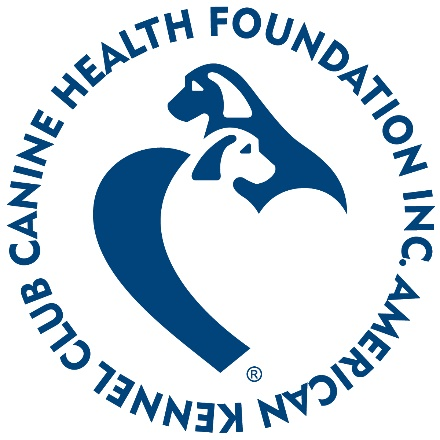 AMERICAN KENNEL CLUB CANINE HEALTH FOUNDATION INC.
®